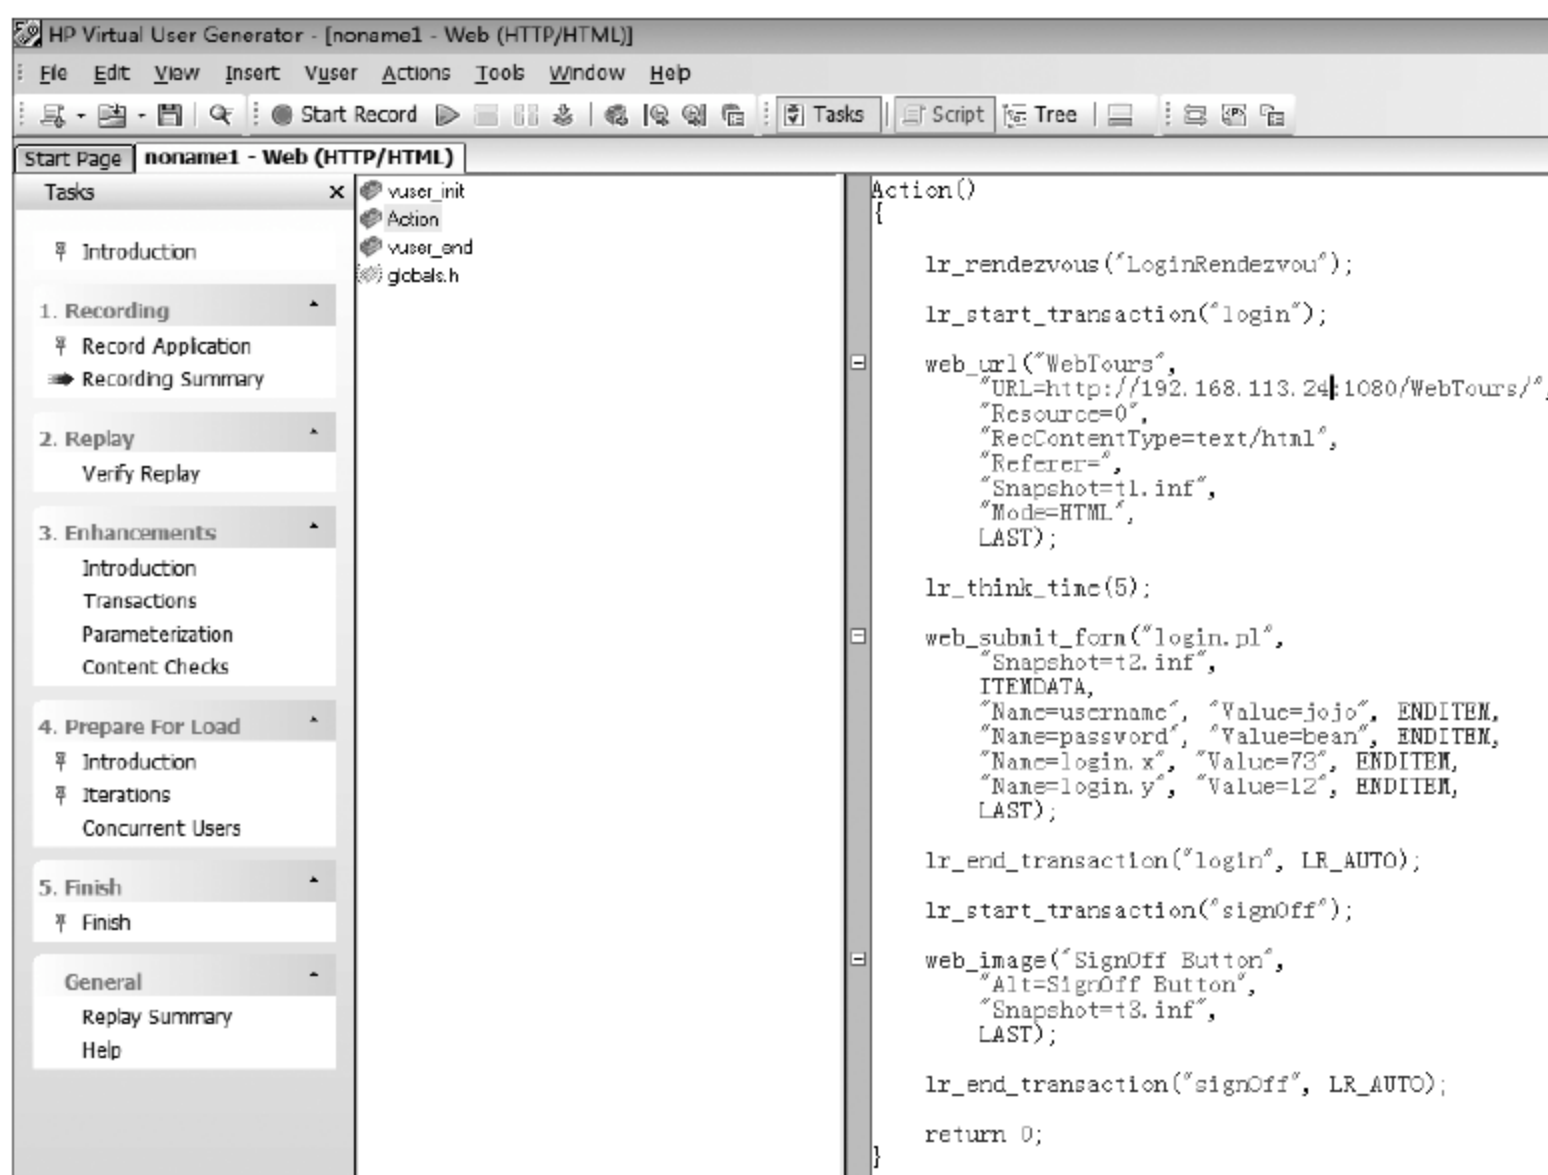 HP Virtual User Generator - [noname1 - Web (HTTP/HTML)]
File Edit View Insert Vuser Actions Tools Window Help
Start Record Tasks Script Tree
Start Page noname1 - Web (HTTP/HTML)
Tasks
Introduction
1. Recording
Record Application
Recording Summary
2. Replay
Verify Replay
3. Enhancements
Introduction
Transactions
Parameterization
Content Checks
4. Prepare For Load
Introduction
Iterations
Concurrent Users
5. Finish
Finish
General
Replay Summary
Help
vuser_init
Action
vuser_end
globals.h
Action()
{
lr_rendezvous("LoginRendezvou");
lr_start_transaction("login");
web_url("WebTours",
"URL=http://192.168.113.24:1080/WebTours/",
"Resource=0",
"RecContentType=text/html",
"Referer=",
"Snapshot=t1.inf",
"Mode=HTML",
LAST);
lr_think_time(5);
web_submit_form("login.pl",
"Snapshot=t2.inf",
ITEMDATA,
"Name=username", "Value=jojo", ENDITEM,
"Name=password", "Value=bean", ENDITEM,
"Name=login.x", "Value=73", ENDITEM,
"Name=login.y", "Value=12", ENDITEM,
LAST);
lr_end_transaction("login", LR_AUTO);
lr_start_transaction("signOff");
web_image("SignOff Button",
"Alt=SignOff Button",
"Snapshot=t3.inf",
LAST);
lr_end_transaction("signOff", LR_AUTO);
return 0;
}